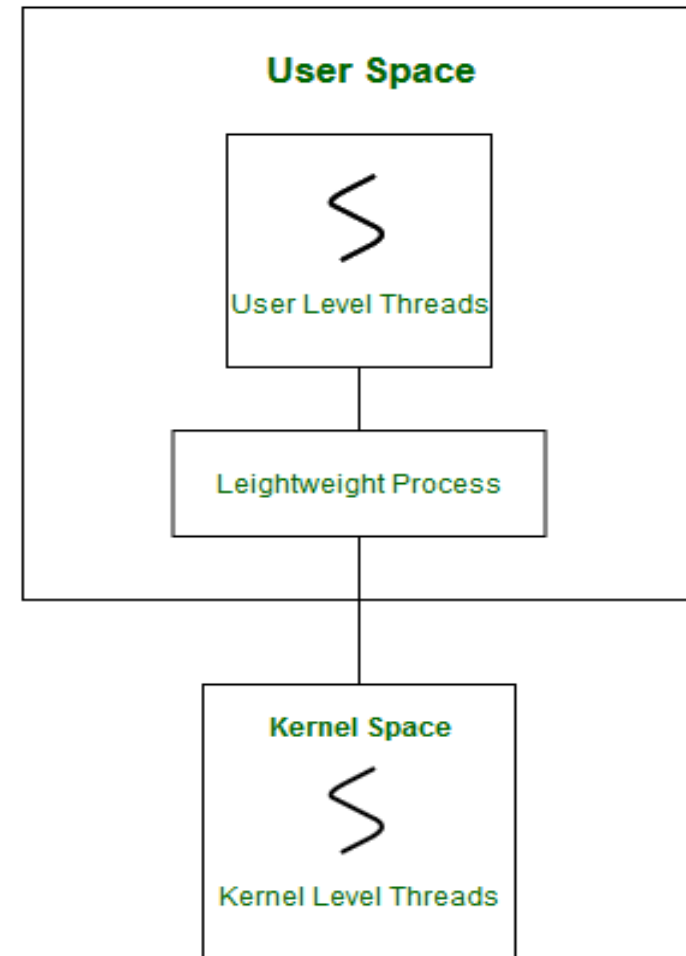 User Space
User Level Threads
Leightweight Process
Kernel Space
Kernel Level Threads